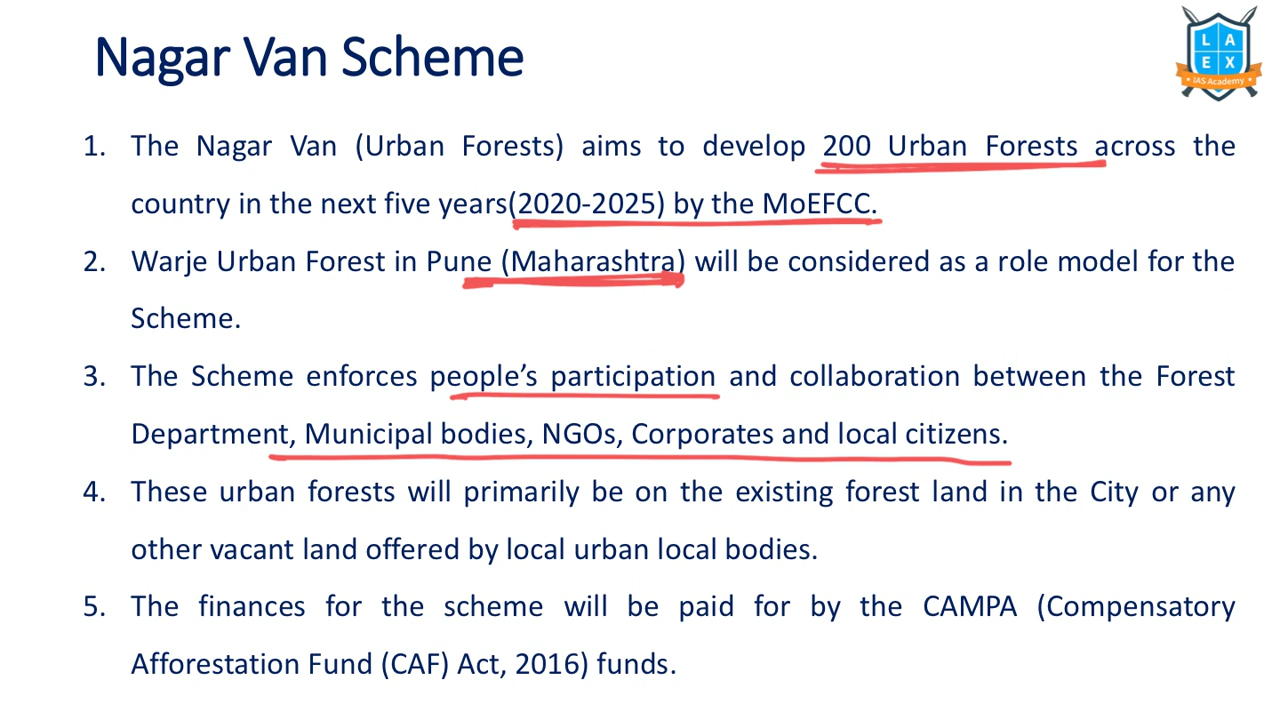 Nagar Van Scheme
L A
E X
IAS Academy
1. The Nagar Van (Urban Forests) aims to develop 200 Urban Forests across the
country in the next five years(2020-2025) by the MoEFCC.
2. Warje Urban Forest in Pune (Maharashtra) will be considered as a role model for the
Scheme.
3. The Scheme enforces people's participation and collaboration between the Forest
Department, Municipal bodies, NGOs, Corporates and local citizens.
4. These urban forests will primarily be on the existing forest land in the City or any
other vacant land offered by local urban local bodies.
5. The finances for the scheme will be paid for by the CAMPA (Compensatory
Afforestation Fund (CAF) Act, 2016) funds.